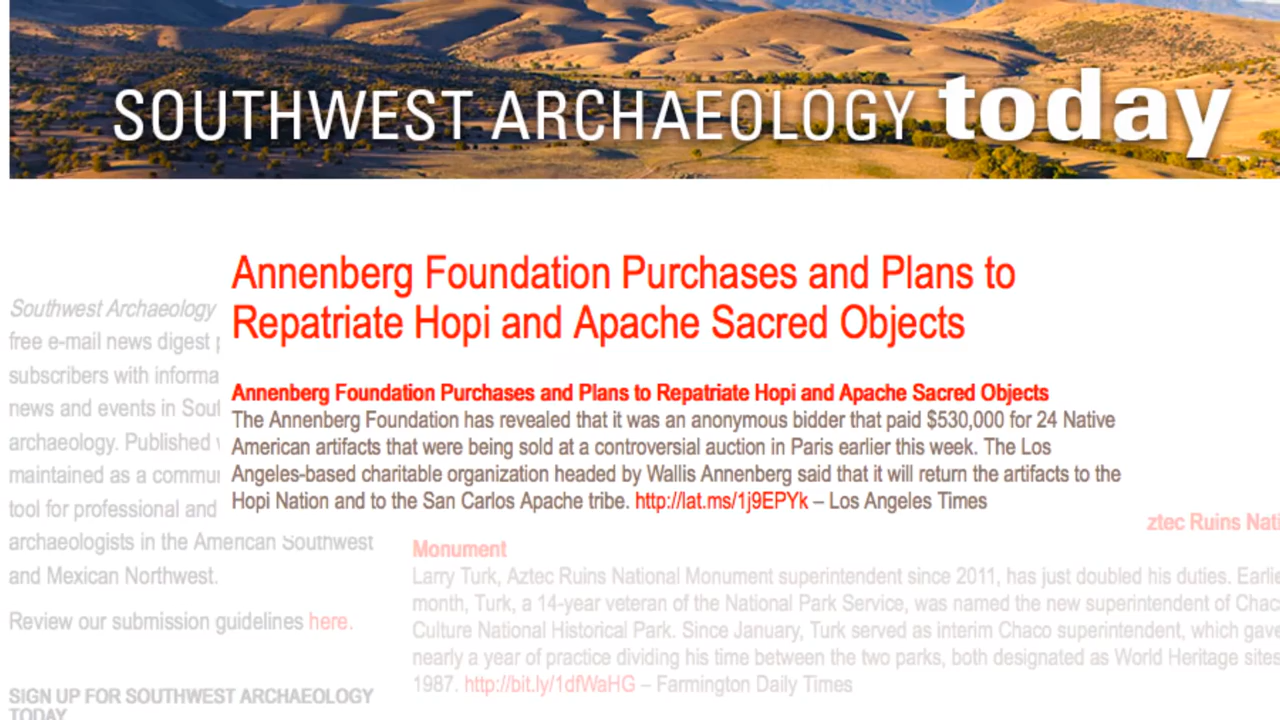 SOUTHWEST ARCHAEOLOGY today
Annenberg Foundation Purchases and Plans to
Repatriate Hopi and Apache Sacred Objects
Annenberg Foundation Purchases and Plans to Repatriate Hopi and Apache Sacred Objects
The Annenberg Foundation has revealed that it was an anonymous bidder that paid $530,000 for 24 Native
American artifacts that were being sold at a controversial auction in Paris earlier this week. The Los
Angeles-based charitable organization headed by Wallis Annenberg said that it will return the artifacts to the
Hopi Nation and to the San Carlos Apache tribe. http://lat.ms/1j9EPYk – Los Angeles Times
Southwest Archaeology
free e-mail news digest
subscribers with informa
news and events in Sout
archaeology. Published
maintained as a commun
tool for professional and
archaeologists in the American Southwest
and Mexican Northwest.
Review our submission guidelines here.
SIGN UP FOR SOUTHWEST ARCHAEOLOGY
TODAY
ztec Ruins Nati
Monument
Larry Turk, Aztec Ruins National Monument superintendent since 2011, has just doubled his duties. Earlie
month, Turk, a 14-year veteran of the National Park Service, was named the new superintendent of Chac
Culture National Historical Park. Since January, Turk served as interim Chaco superintendent, which gave
nearly a year of practice dividing his time between the two parks, both designated as World Heritage sites
1987. http://bit.ly/1dfWaHG – Farmington Daily Times